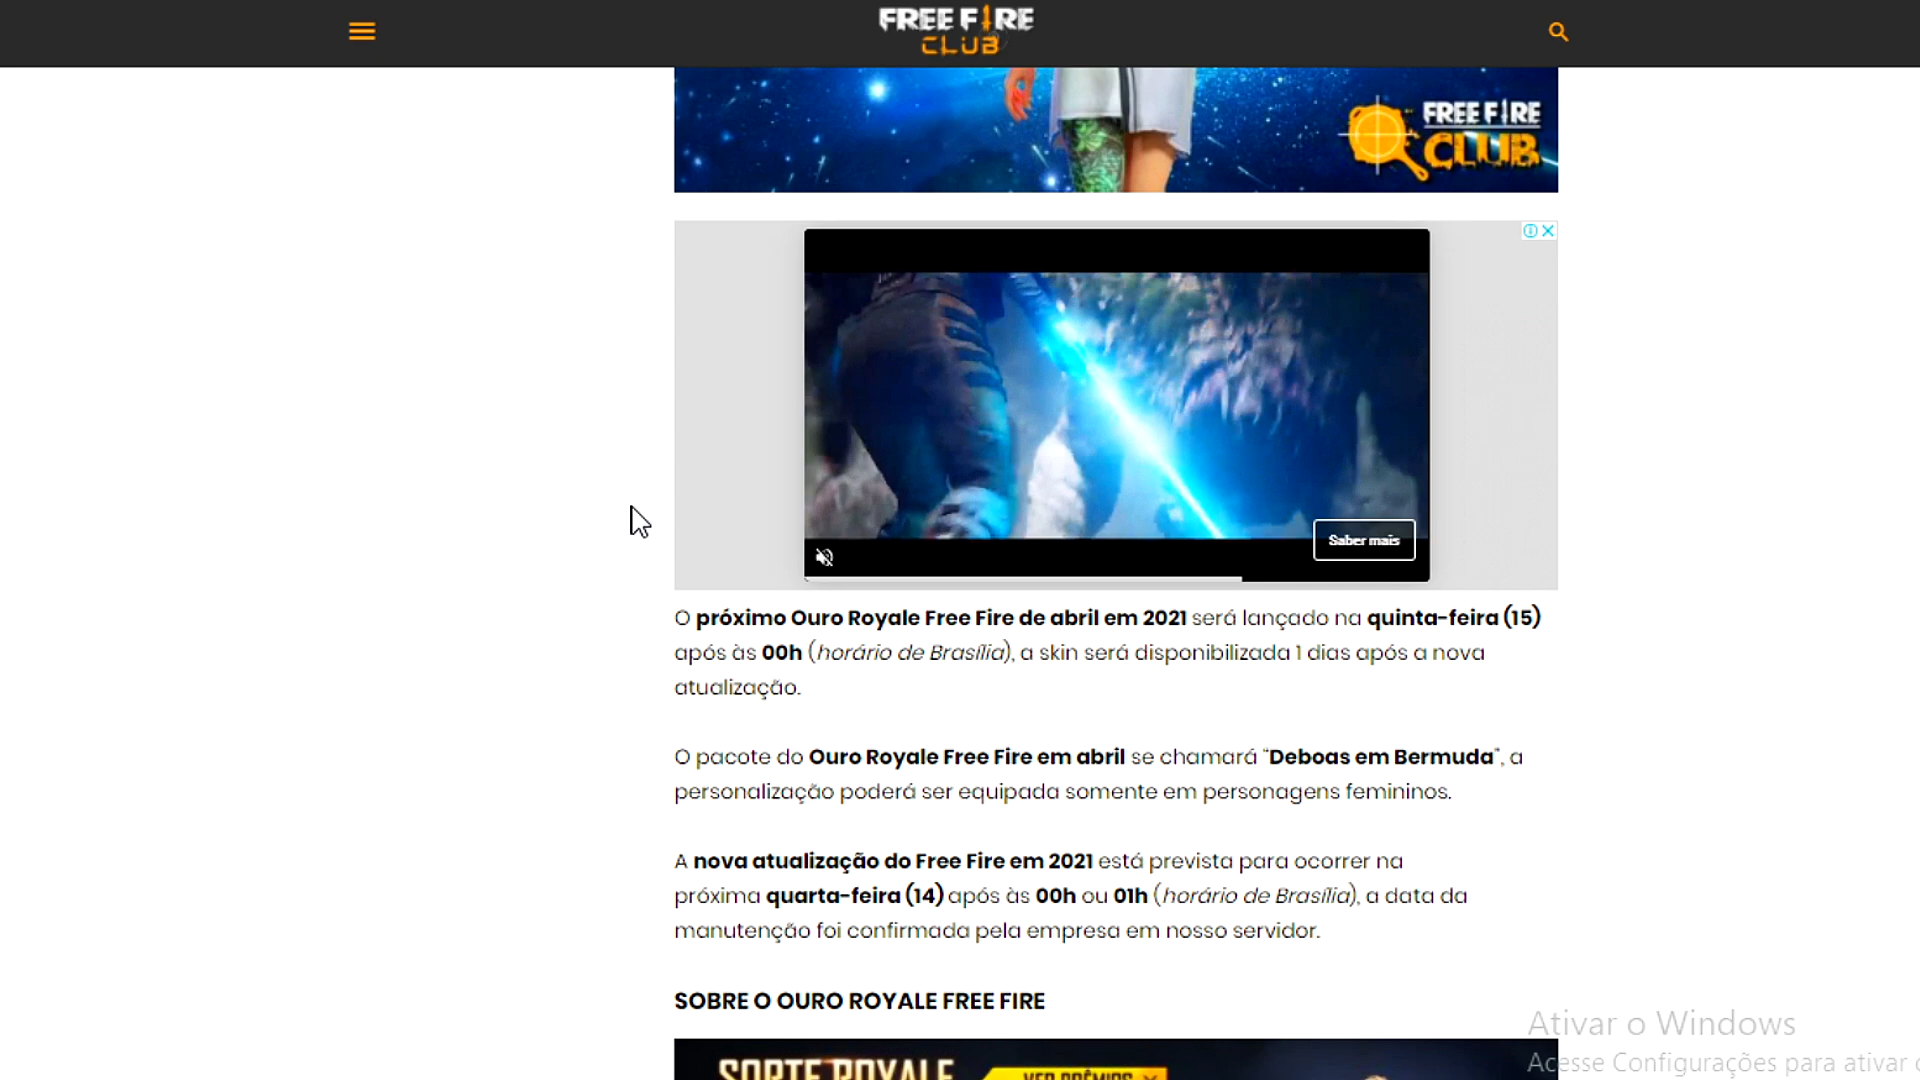 FREE FIRE
CLUB
FREE FIRE
CLUB
Saber mais
O próximo Ouro Royale Free Fire de abril em 2021 será lançado na quinta-feira (15)
após às 00h (horário de Brasília), a skin será disponibilizada 1 dias após a nova
atualização.
O pacote do Ouro Royale Free Fire em abril se chamará "Deboas em Bermuda", a
personalização poderá ser equipada somente em personagens femininos.
A nova atualização do Free Fire em 2021 está prevista para ocorrer na
próxima quarta-feira (14) após às 00h ou 01h (horário de Brasília), a data da
manutenção foi confirmada pela empresa em nosso servidor.
SOBRE O OURO ROYALE FREE FIRE
SORTE ROYALE
VER PRÊMIOS
Ativar o Windows
Acesse Configurações para ativar